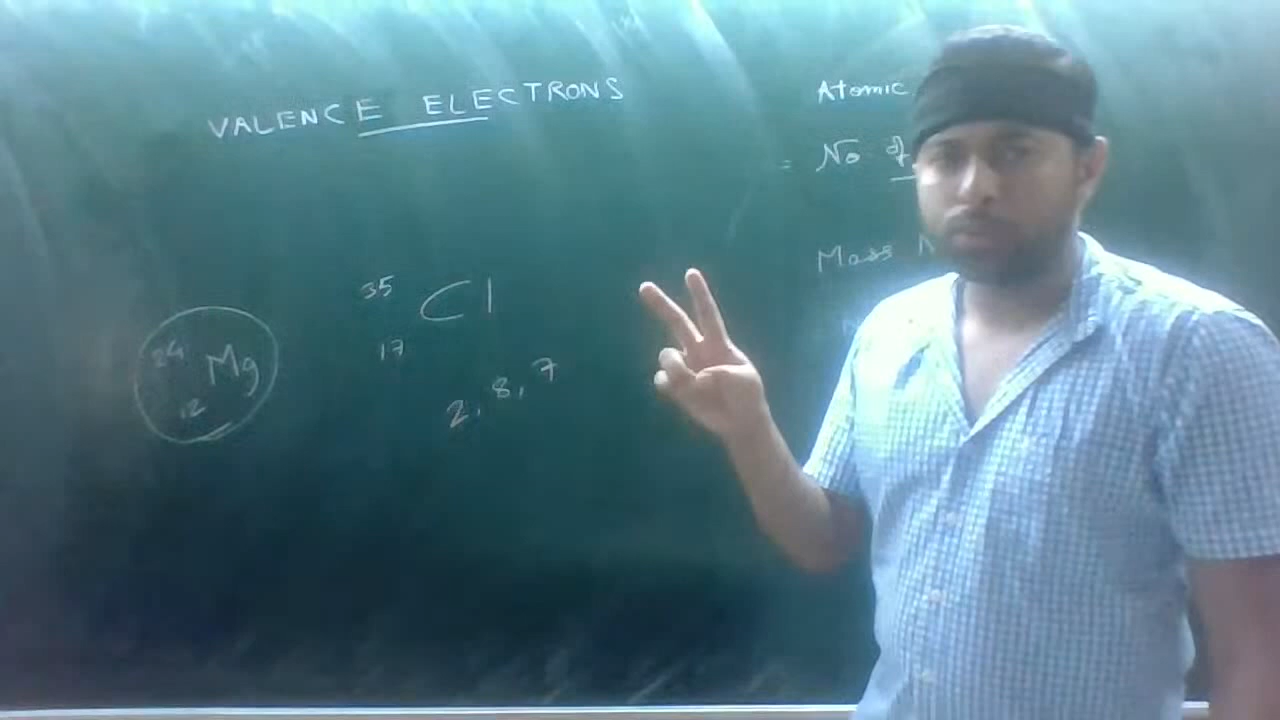 VALENCE ELECTRONS
24
Mg
12
35
Cl
17
2, 8, 7
Atomic
= No of
Mass N